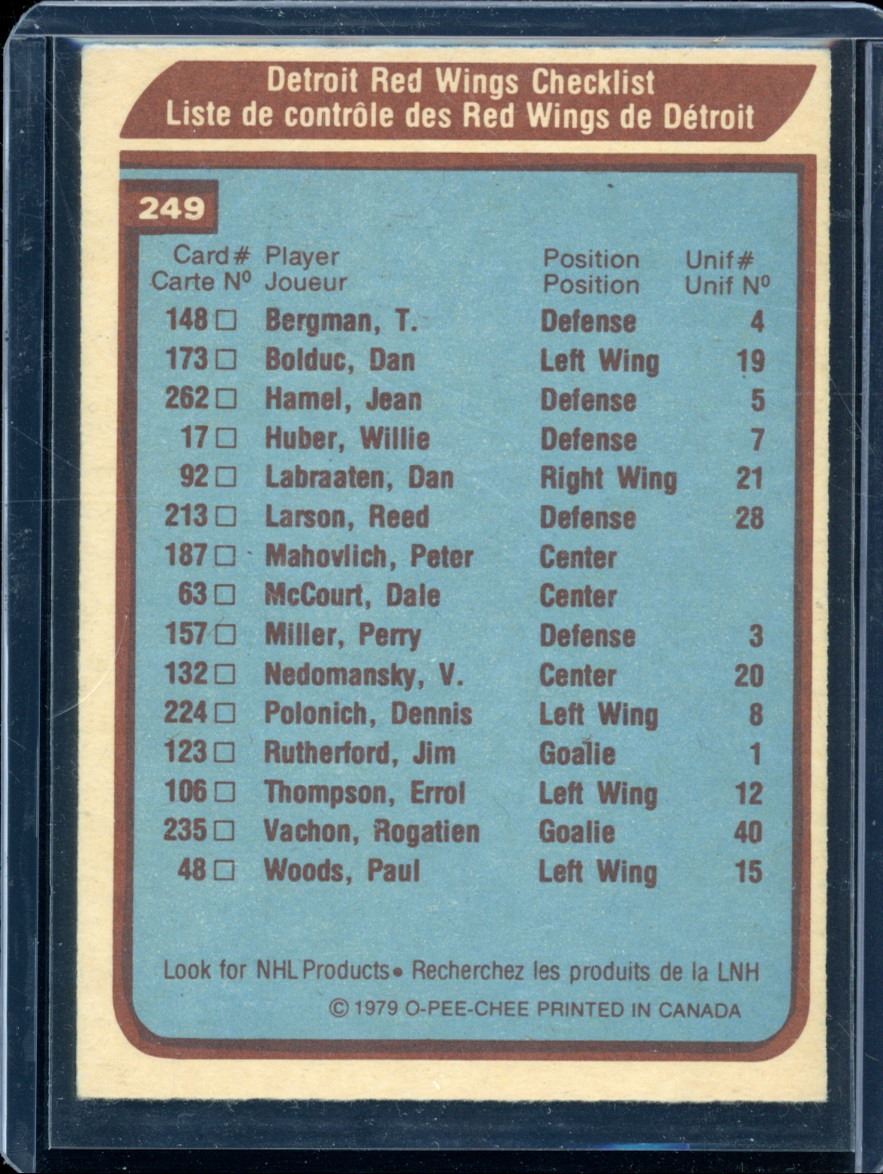 Detroit Red Wings Checklist
Liste de contrôle des Red Wings de Détroit
249
Card # Player Position Unif #
Carte Nº Joueur Position Unif Nº
148 □ Bergman, T. Defense 4
173 □ Bolduc, Dan Left Wing 19
262 □ Hamel, Jean Defense 5
17 □ Huber, Willie Defense 7
92 □ Labraaten, Dan Right Wing 21
213 □ Larson, Reed Defense 28
187 □ Mahovlich, Peter Center
63 □ McCourt, Dale Center
157 □ Miller, Perry Defense 3
132 □ Nedomansky, V. Center 20
224 □ Polonich, Dennis Left Wing 8
123 □ Rutherford, Jim Goalie 1
106 □ Thompson, Errol Left Wing 12
235 □ Vachon, Rogatien Goalie 40
48 □ Woods, Paul Left Wing 15
Look for NHL Products • Recherchez les produits de la LNH
© 1979 O-PEE-CHEE PRINTED IN CANADA